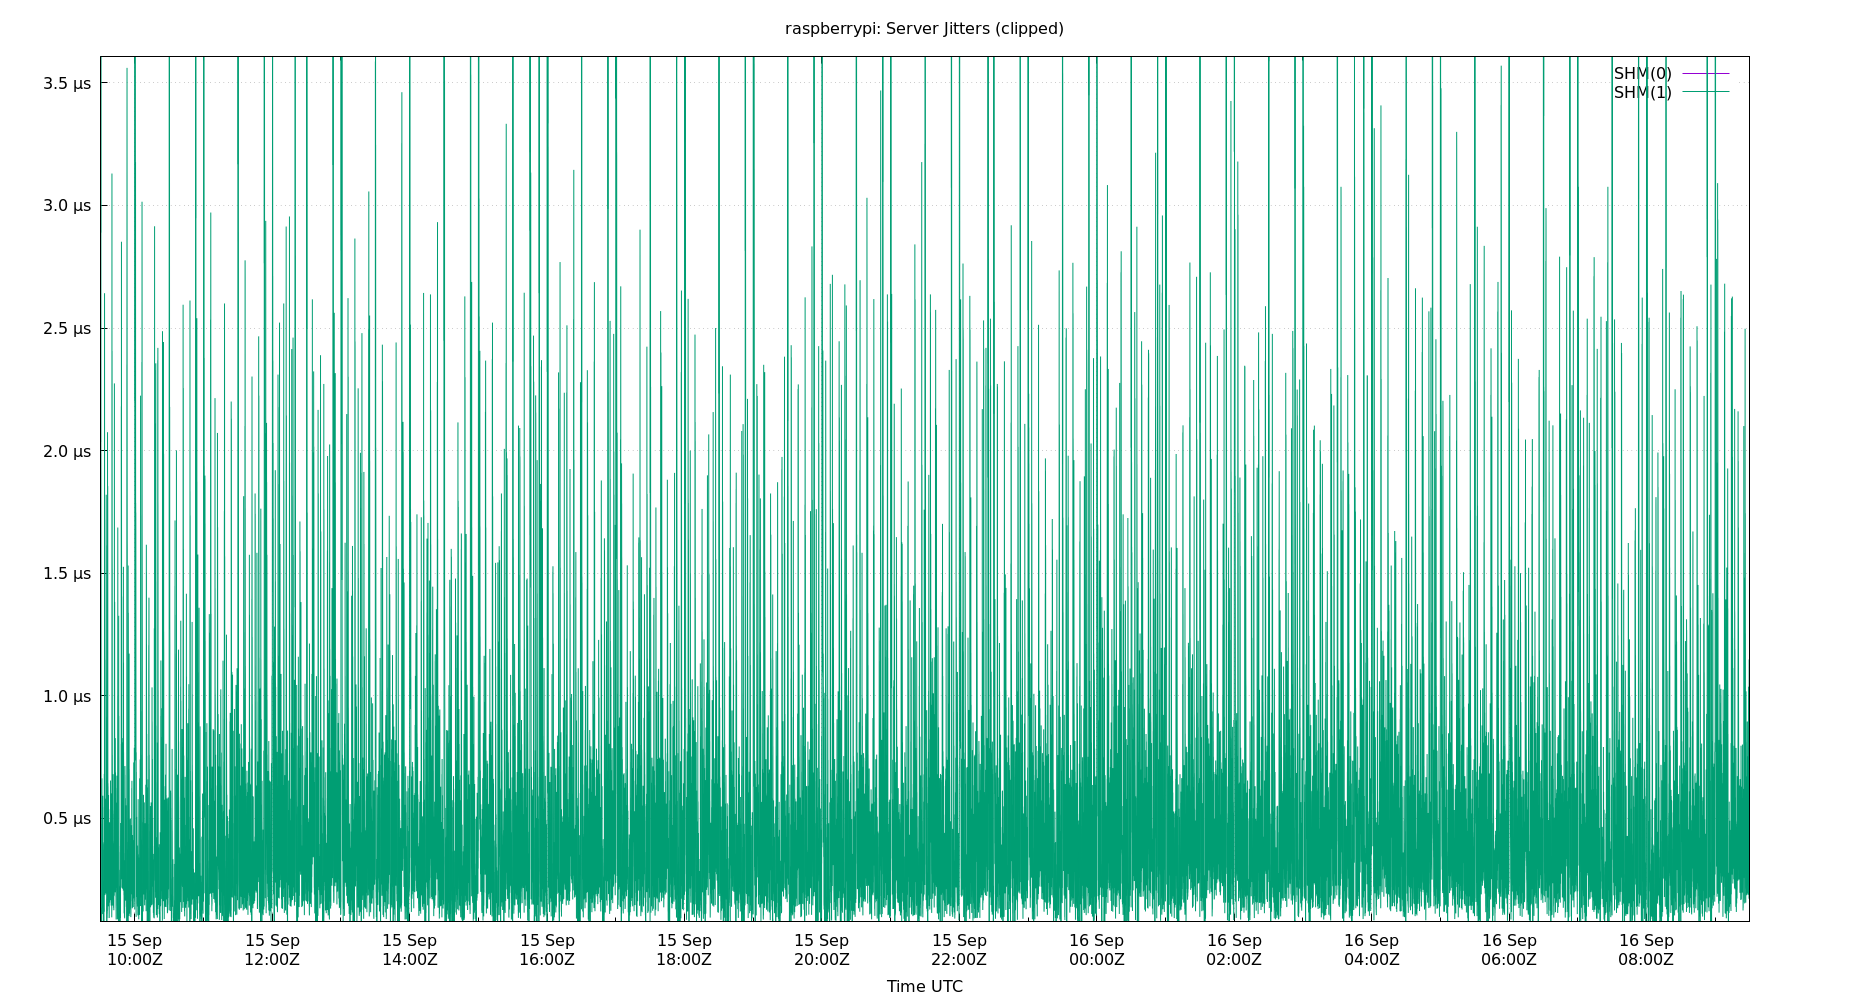 raspberrypi: Server Jitters (clipped)
SHM(0)
SHM(1)
3.5 µs
3.0 µs
2.5 µs
2.0 µs
1.5 µs
1.0 µs
0.5 µs
15 Sep 15 Sep 15 Sep 15 Sep 15 Sep 15 Sep 15 Sep 16 Sep 16 Sep 16 Sep 16 Sep 16 Sep
10:00Z 12:00Z 14:00Z 16:00Z 18:00Z 20:00Z 22:00Z 00:00Z 02:00Z 04:00Z 06:00Z 08:00Z
Time UTC